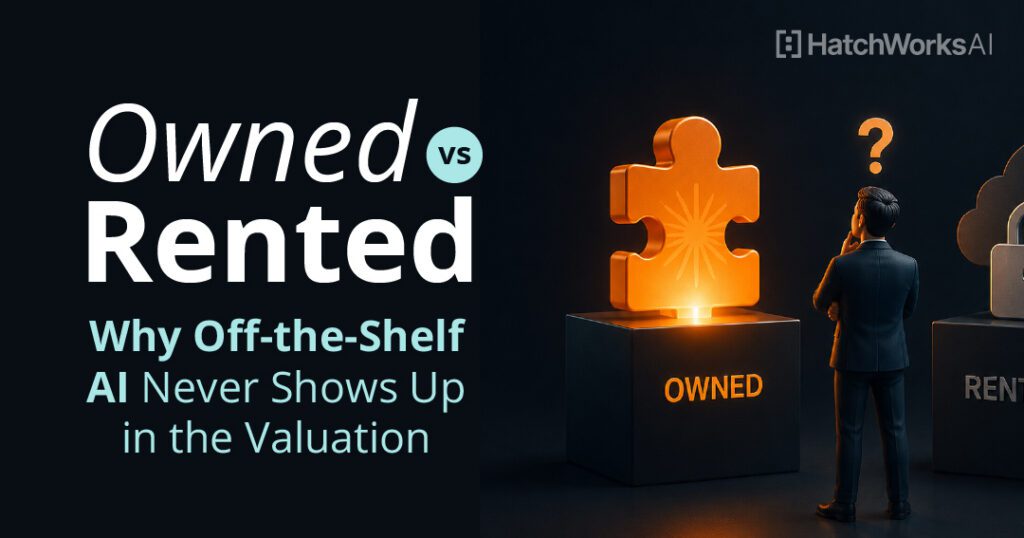 HatchWorksAI
Owned vs
Rented
Why Off-the-Shelf
AI Never Shows Up
in the Valuation
?
OWNED